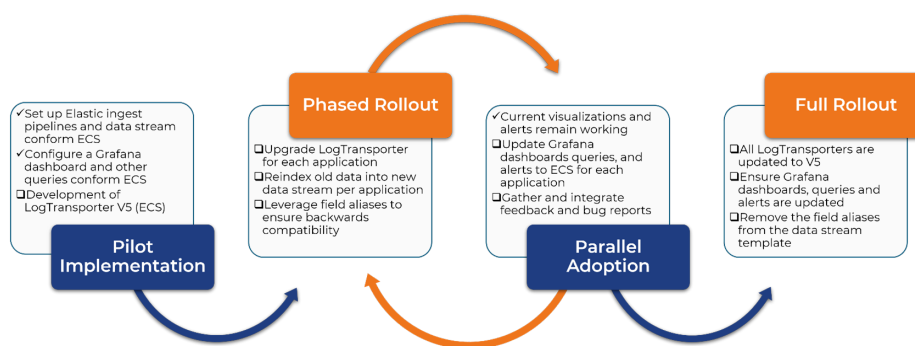 ✓Set up Elastic ingest
pipelines and data stream
conform ECS
✓Configure a Grafana
dashboard and other
queries conform ECS
❑Development of
LogTransporter V5 (ECS)
Pilot
Implementation
Phased Rollout
❑Upgrade LogTransporter
for each application
❑Reindex old data into new
data stream per application
❑Leverage field aliases to
ensure backwards
compatibility
✓Current visualizations and
alerts remain working
❑Update Grafana
dashboards queries, and
alerts to ECS for each
application
❑Gather and integrate
feedback and bug reports
Parallel
Adoption
Full Rollout
❑All LogTransporters are
updated to V5
❑Ensure Grafana
dashboards, queries and
alerts are updated
❑Remove the field aliases
from the data stream
template